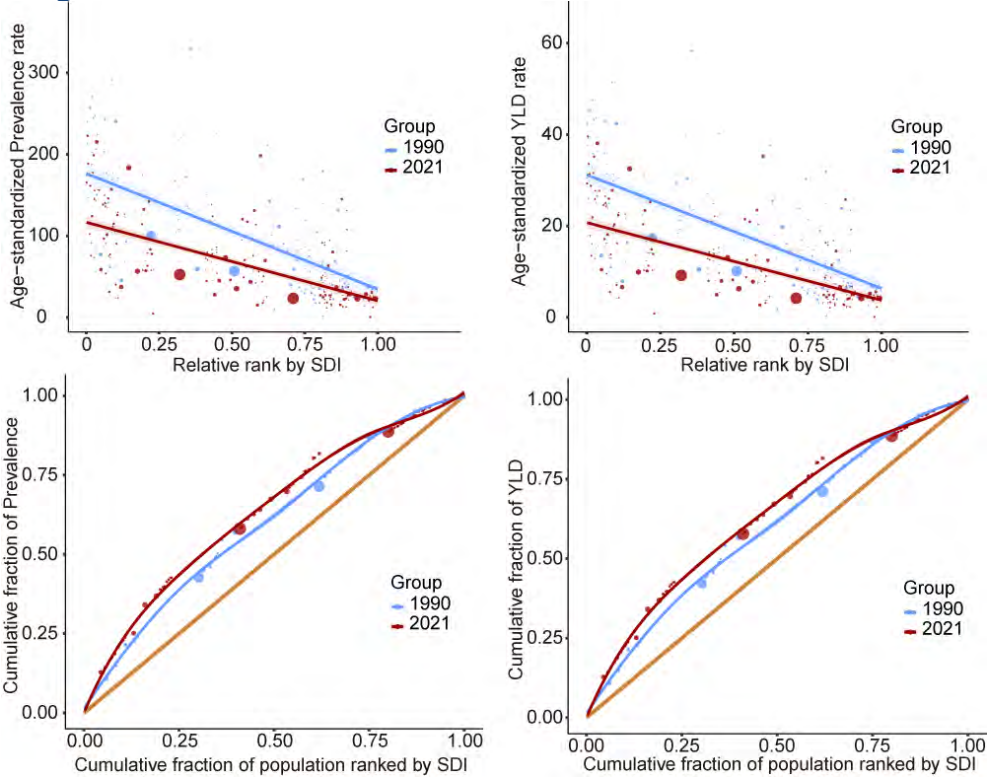 Age-standardized Prevalence rate
300
200
100
0
0 0.25 0.50 0.75 1.00
Relative rank by SDI
Group
1990
2021
Age-standardized YLD rate
60
40
20
0
0 0.25 0.50 0.75 1.00
Relative rank by SDI
Group
1990
2021
Cumulative fraction of Prevalence
1.00
0.75
0.50
0.25
0.00
0.00 0.25 0.50 0.75 1.00
Cumulative fraction of population ranked by SDI
Group
1990
2021
Cumulative fraction of YLD
1.00
0.75
0.50
0.25
0.00
0.00 0.25 0.50 0.75 1.00
Cumulative fraction of population ranked by SDI
Group
1990
2021